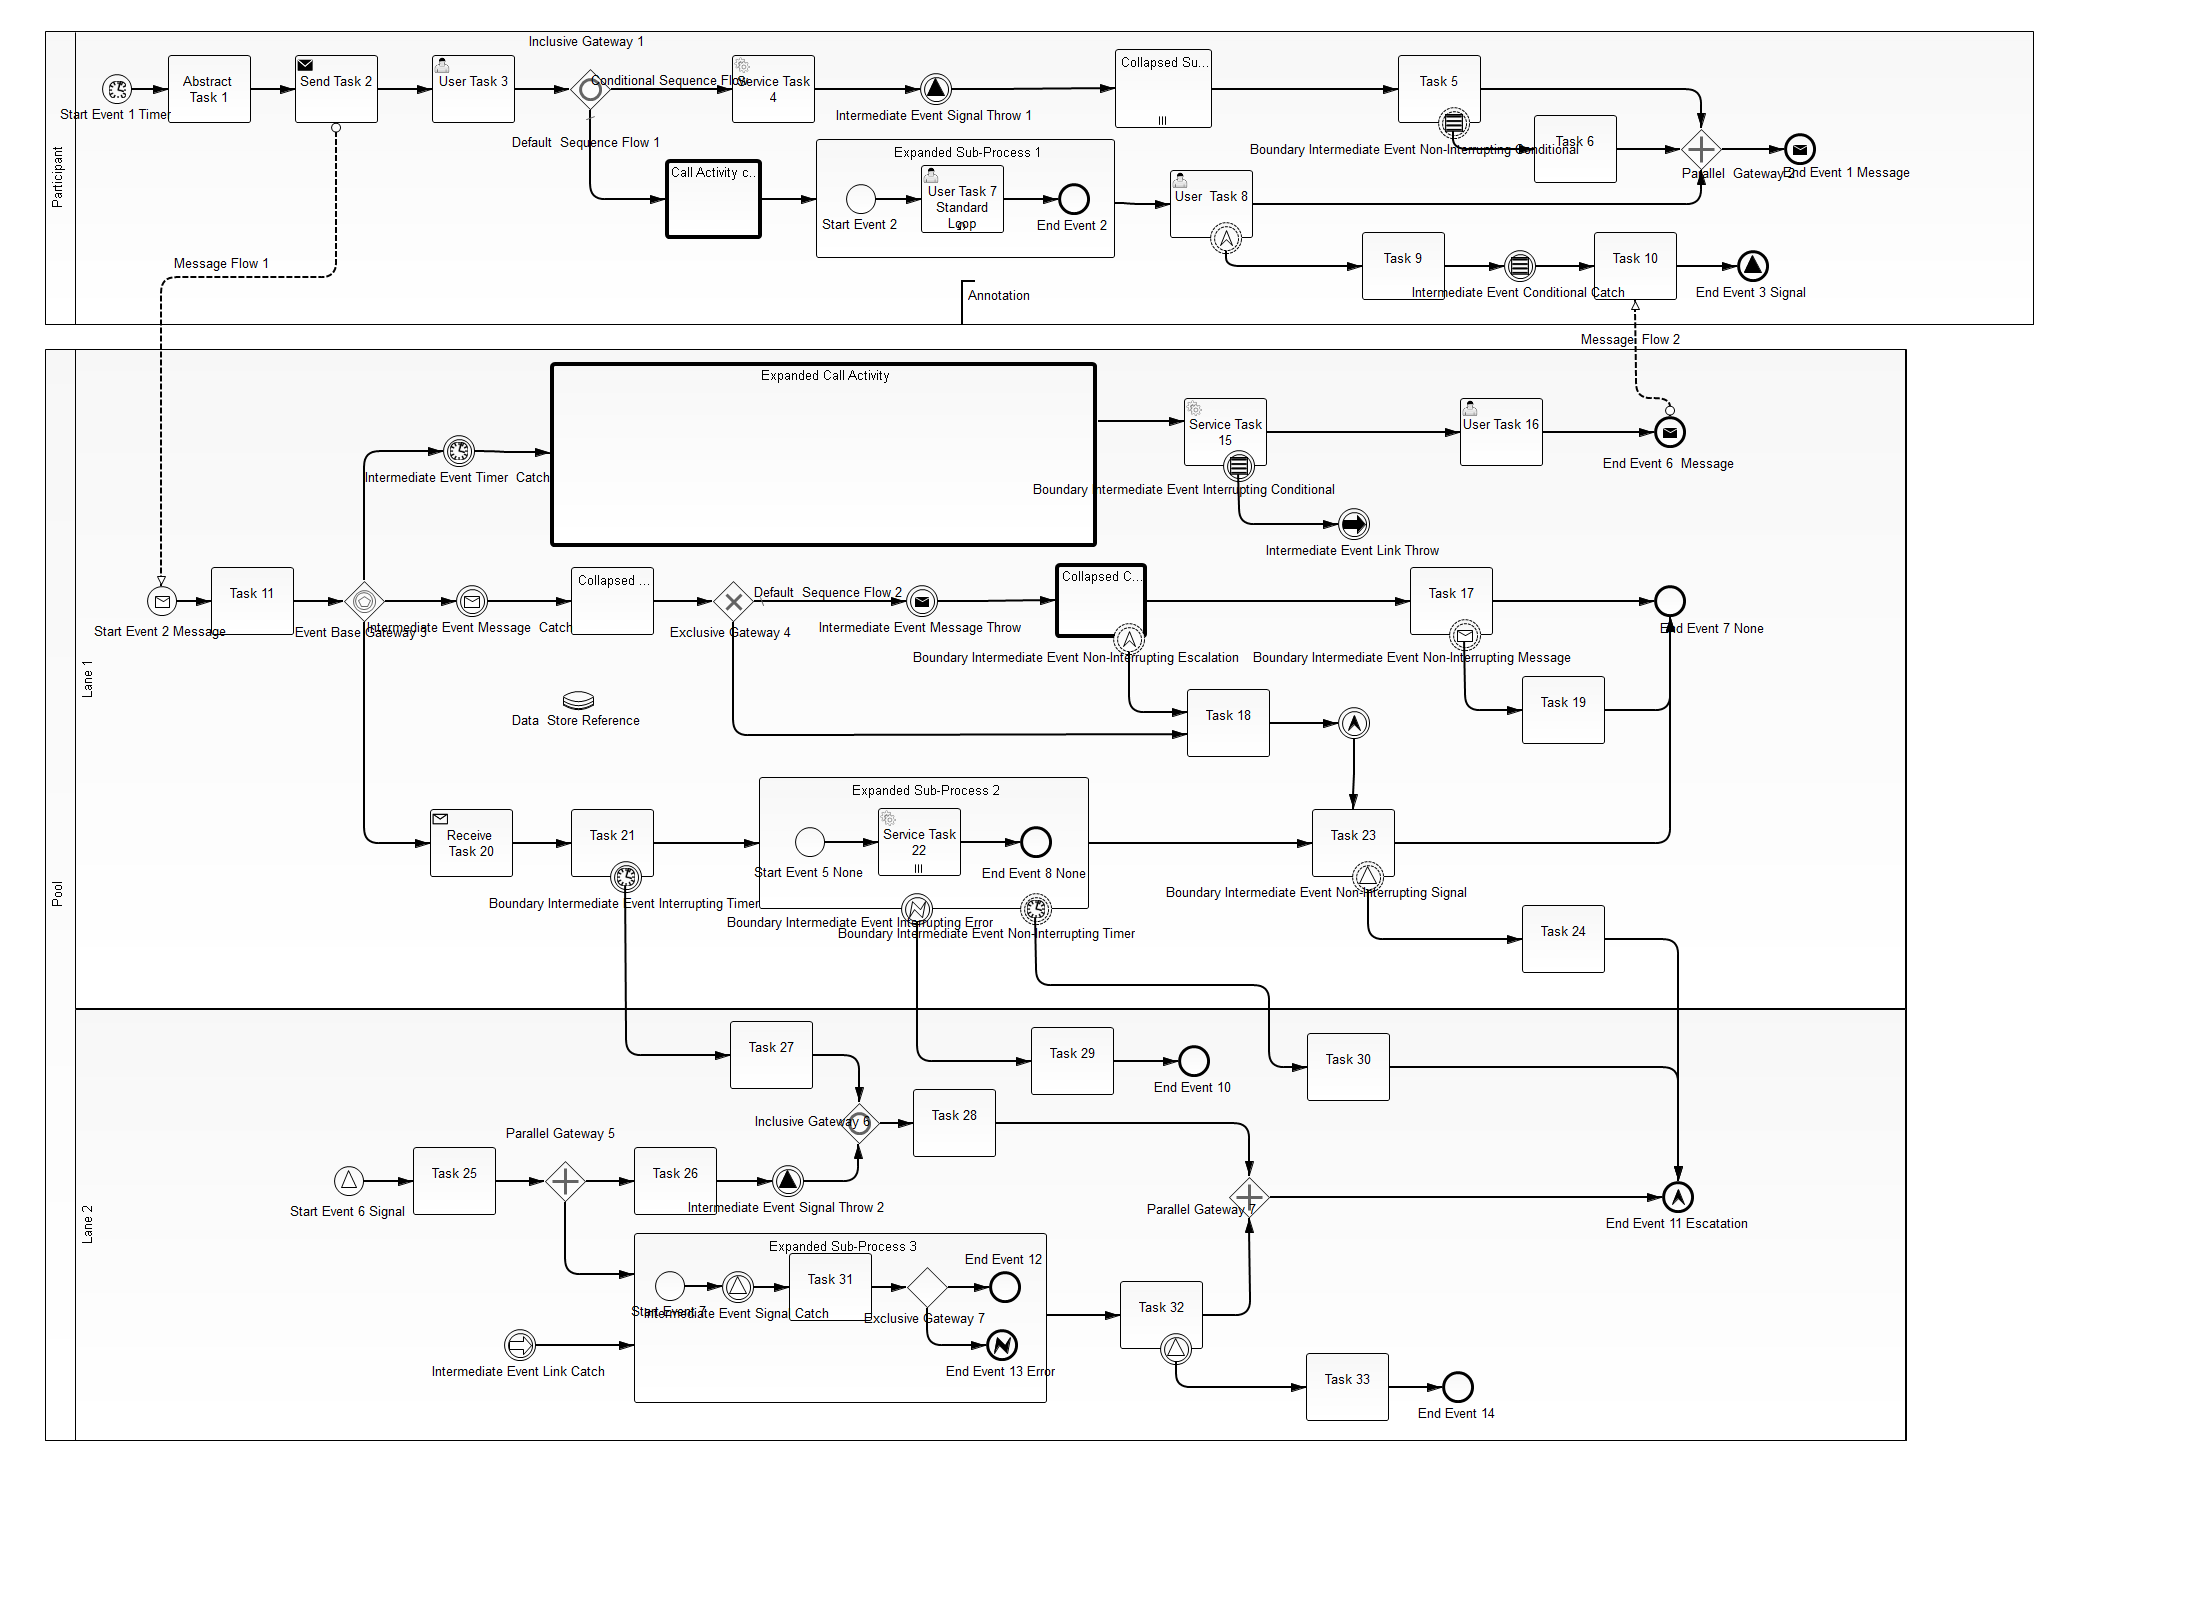 Inclusive Gateway 1
Abstract
Task 1
Send Task 2
User Task 3
Conditional Sequence Flow
Service Task
4
Collapsed Su...
Task 5
Start Event 1 Timer
Intermediate Event Signal Throw 1
Default  Sequence Flow 1
Boundary Intermediate Event Non-Interrupting Conditional
Task 6
Parallel  Gateway 2
End Event 1 Message
Participant
Call Activity c...
Expanded Sub-Process 1
Start Event 2
User Task 7
Standard
Loop
End Event 2
User  Task 8
Message Flow 1
Task 9
Intermediate Event Conditional Catch
Task 10
End Event 3 Signal
Annotation
Message  Flow 2
Expanded Call Activity
Service Task
15
User Task 16
End Event 6  Message
Intermediate Event Timer  Catch
Boundary Intermediate Event Interrupting Conditional
Intermediate Event Link Throw
Task 11
Start Event 2 Message
Event Base Gateway 3
Intermediate Event Message  Catch
Collapsed ...
Exclusive Gateway 4
Default  Sequence Flow 2
Intermediate Event Message Throw
Collapsed C...
Task 17
End Event 7 None
Boundary Intermediate Event Non-Interrupting Escalation
Boundary Intermediate Event Non-Interrupting Message
Lane 1
Data  Store Reference
Task 18
Task 19
Pool
Receive
Task 20
Task 21
Expanded Sub-Process 2
Start Event 5 None
Service Task
22
End Event 8 None
Task 23
Boundary Intermediate Event Interrupting Timer
Boundary Intermediate Event Interrupting Error
Boundary Intermediate Event Non-Interrupting Timer
Boundary Intermediate Event Non-Interrupting Signal
Task 24
Task 27
Task 29
End Event 10
Task 30
Inclusive Gateway 6
Task 28
Parallel Gateway 5
Lane 2
Start Event 6 Signal
Task 25
Task 26
Intermediate Event Signal Throw 2
Parallel Gateway 7
End Event 11 Escatation
Expanded Sub-Process 3
Start Event 7
Intermediate Event Signal Catch
Task 31
Exclusive Gateway 7
End Event 12
End Event 13 Error
Intermediate Event Link Catch
Task 32
Task 33
End Event 14